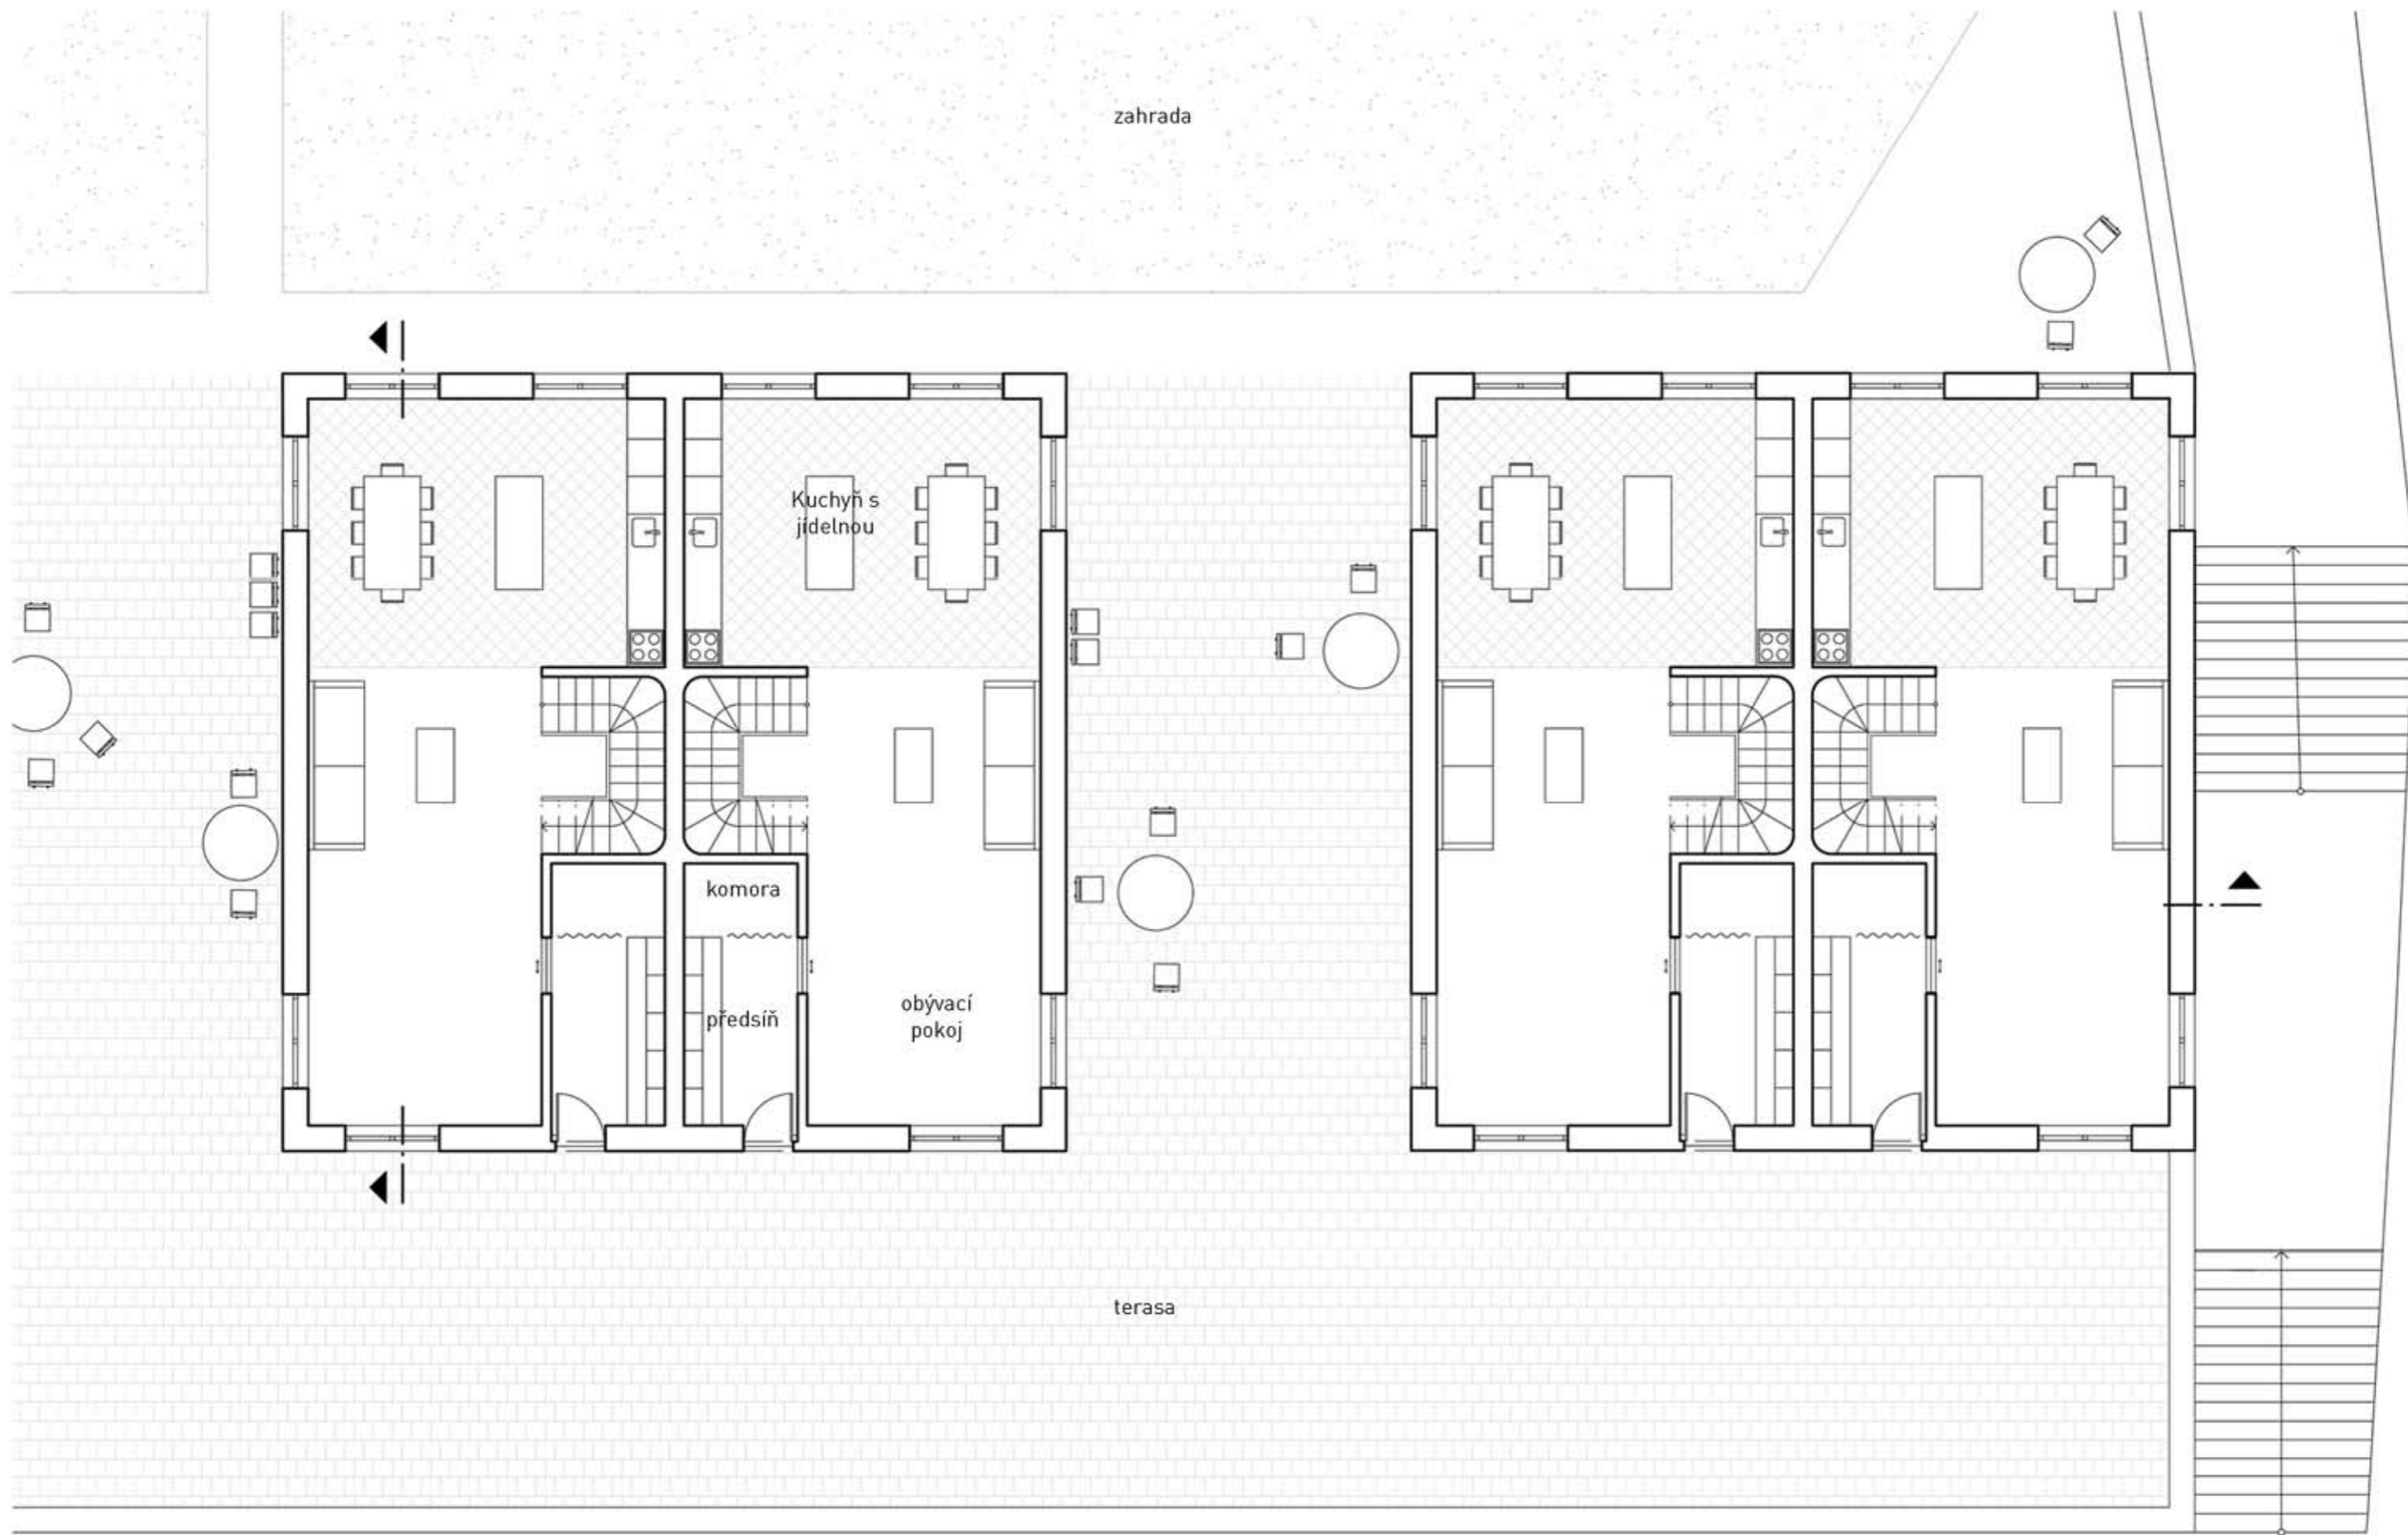 zahrada
Kuchyň s
jídelnou
komora
předsíň
obývací
pokoj
terasa